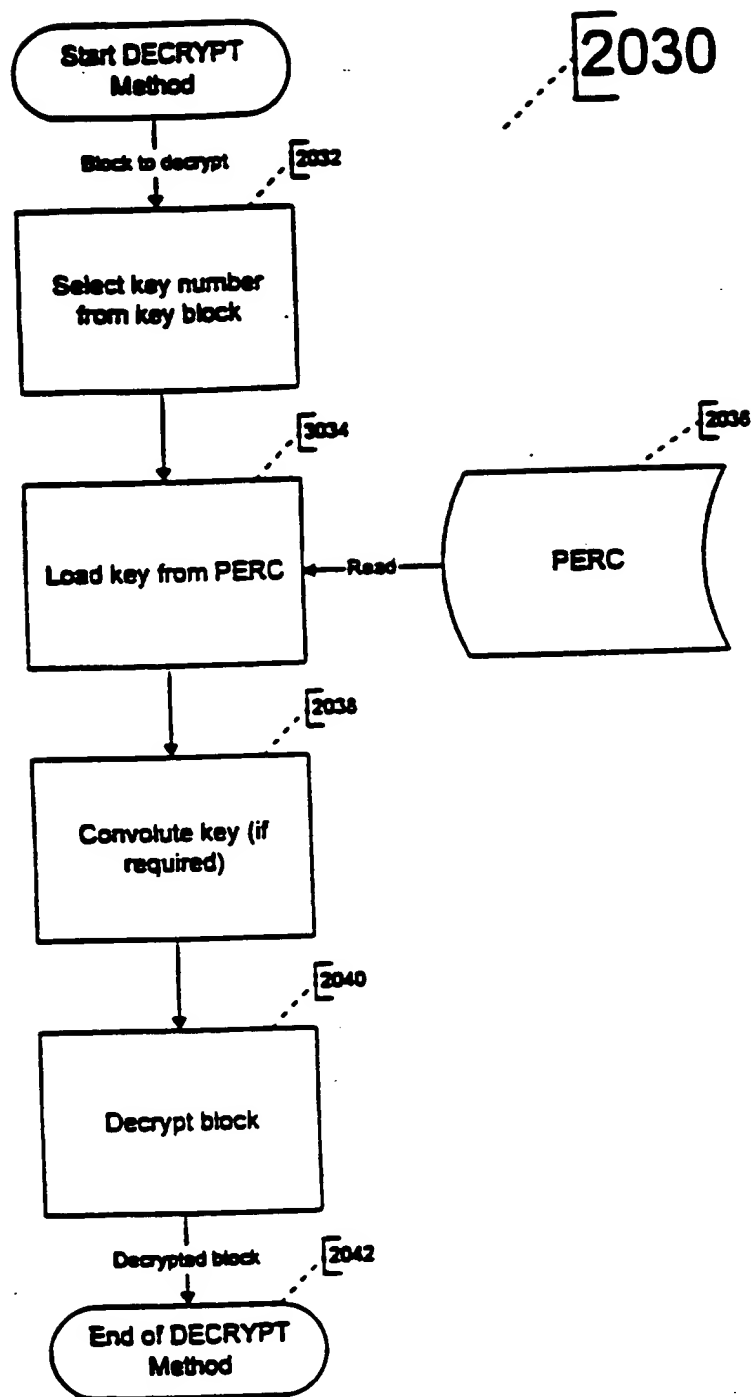 2030
Start DECRYPT
Method
Block to decrypt
2032
Select key number
from key block
3034
Load key from PERC
Read
PERC
2036
2038
Convolute key (if
required)
2040
Decrypt block
Decrypted block
2042
End of DECRYPT
Method